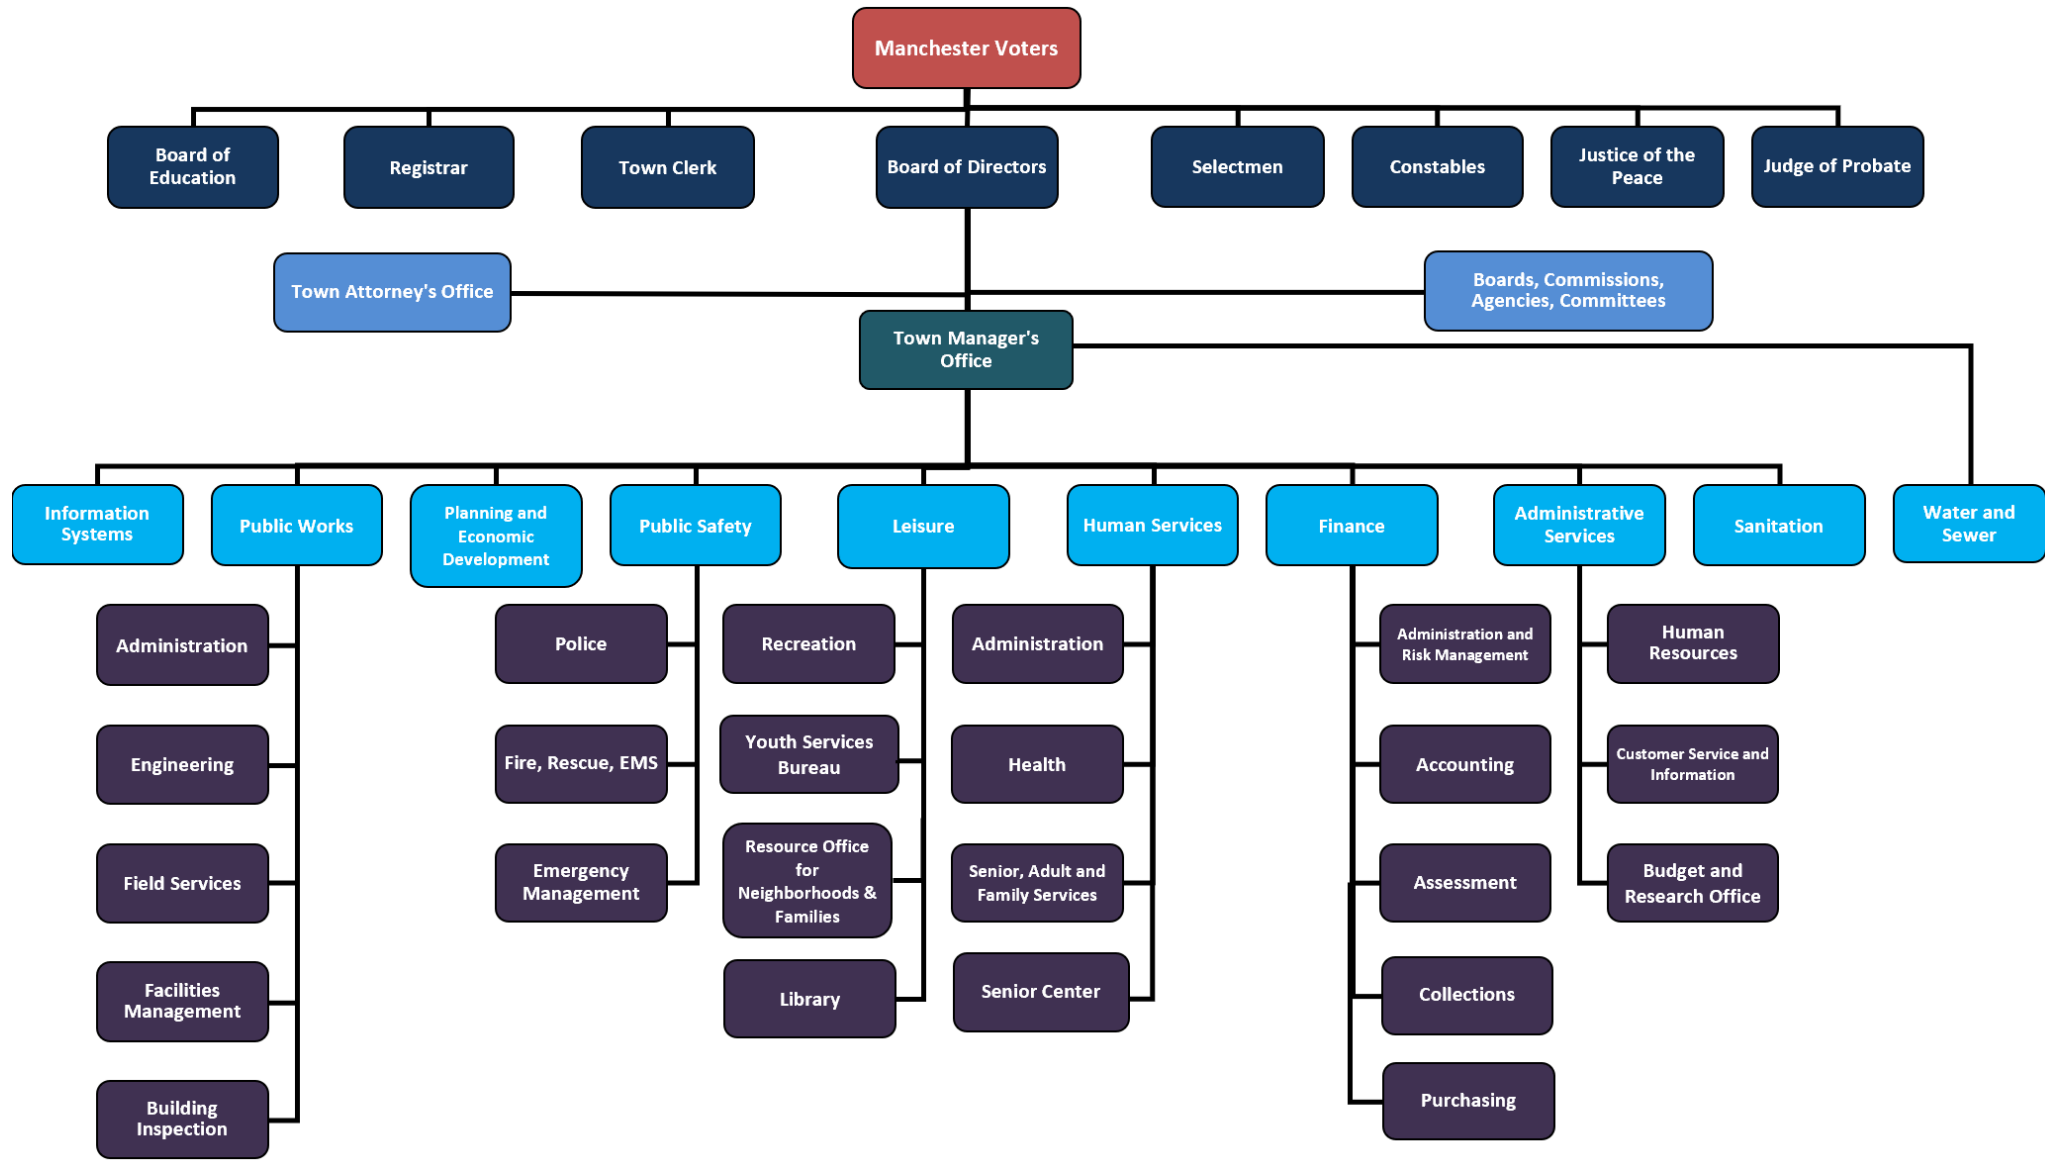 Manchester Voters
Board of
Education
Registrar
Town Clerk
Board of Directors
Selectmen
Constables
Justice of the
Peace
Judge of Probate
Town Attorney's Office
Boards, Commissions,
Agencies, Committees
Town Manager's
Office
Information
Systems
Public Works
Planning and
Economic
Development
Public Safety
Leisure
Human Services
Finance
Administrative
Services
Sanitation
Water and
Sewer
Administration
Engineering
Field Services
Facilities
Management
Building
Inspection
Police
Fire, Rescue, EMS
Emergency
Management
Recreation
Youth Services
Bureau
Resource Office
for
Neighborhoods &
Families
Library
Administration
Health
Senior, Adult and
Family Services
Senior Center
Administration and
Risk Management
Accounting
Assessment
Collections
Purchasing
Human
Resources
Customer Service and
Information
Budget and
Research Office